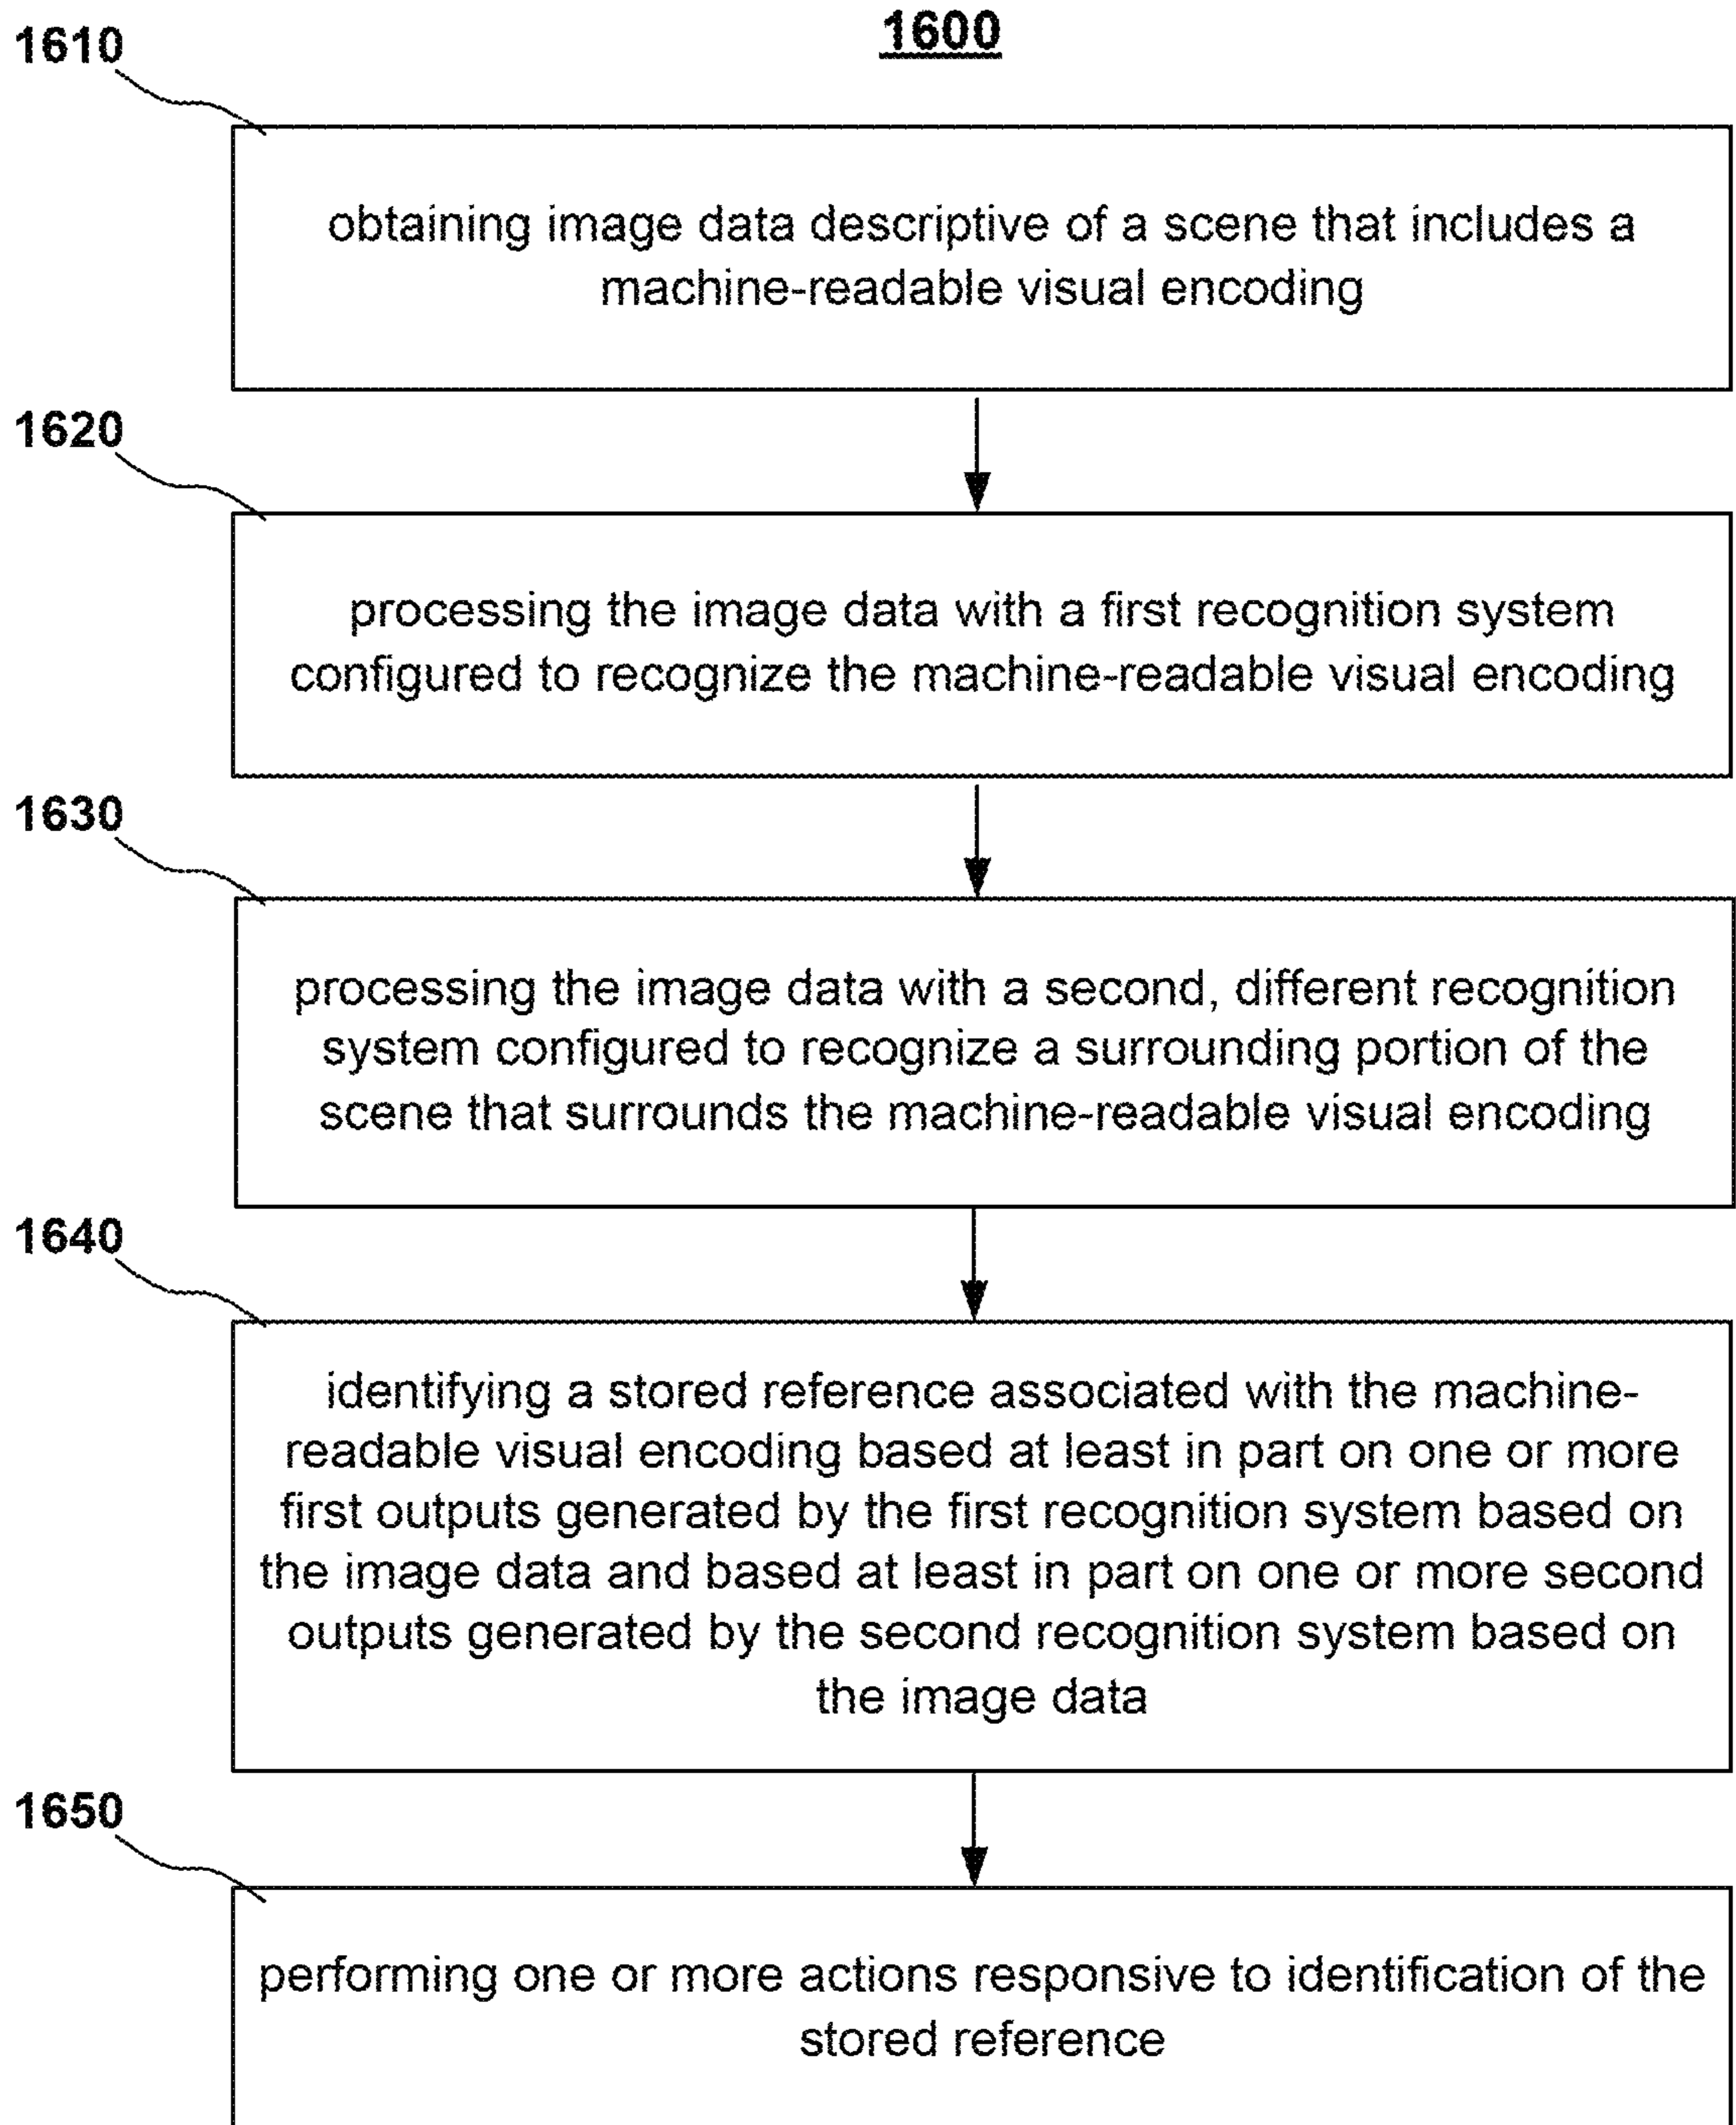 1600
1610
obtaining image data descriptive of a scene that includes a
machine-readable visual encoding
1620
processing the image data with a first recognition system
configured to recognize the machine-readable visual encoding
1630
processing the image data with a second, different recognition
system configured to recognize a surrounding portion of the
scene that surrounds the machine-readable visual encoding
1640
identifying a stored reference associated with the machine-
readable visual encoding based at least in part on one or more
first outputs generated by the first recognition system based on
the image data and based at least in part on one or more second
outputs generated by the second recognition system based on
the image data
1650
performing one or more actions responsive to identification of the
stored reference